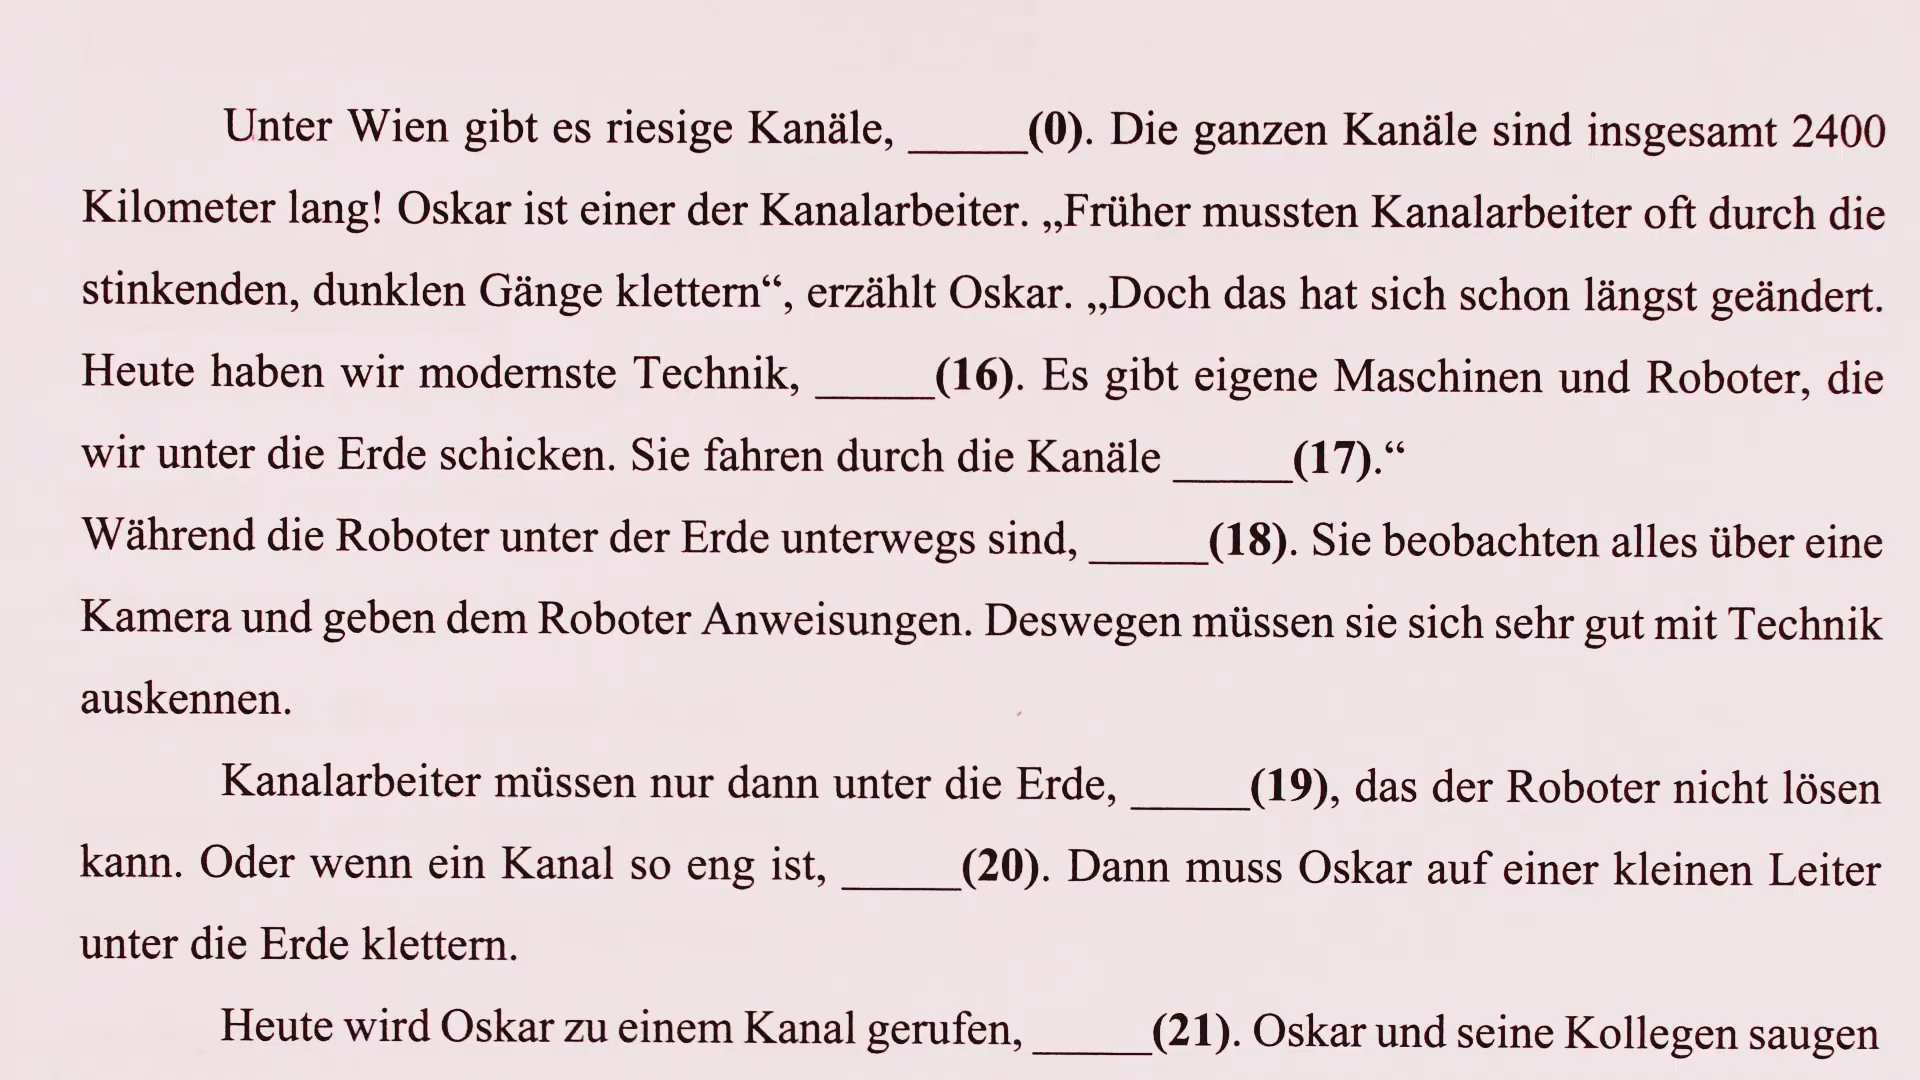 Unter Wien gibt es riesige Kanäle, _____(0). Die ganzen Kanäle sind insgesamt 2400
Kilometer lang! Oskar ist einer der Kanalarbeiter. „Früher mussten Kanalarbeiter oft durch die
stinkenden, dunklen Gänge klettern“, erzählt Oskar. „Doch das hat sich schon längst geändert.
Heute haben wir modernste Technik, _____(16). Es gibt eigene Maschinen und Roboter, die
wir unter die Erde schicken. Sie fahren durch die Kanäle _____(17).“
Während die Roboter unter der Erde unterwegs sind, _____(18). Sie beobachten alles über eine
Kamera und geben dem Roboter Anweisungen. Deswegen müssen sie sich sehr gut mit Technik
auskennen.
Kanalarbeiter müssen nur dann unter die Erde, _____(19), das der Roboter nicht lösen
kann. Oder wenn ein Kanal so eng ist, _____(20). Dann muss Oskar auf einer kleinen Leiter
unter die Erde klettern.
Heute wird Oskar zu einem Kanal gerufen, _____(21). Oskar und seine Kollegen saugen